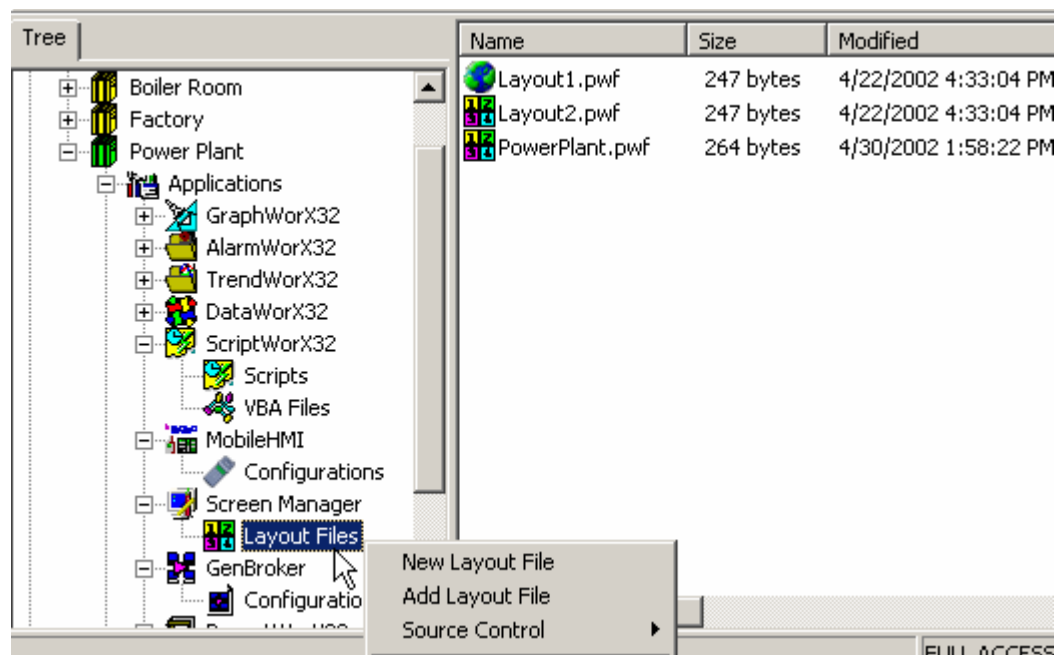 Tree
Name Size Modified
Boiler Room
Factory
Power Plant
Applications
GraphWorX32
AlarmWorX32
TrendWorX32
DataWorX32
ScriptWorX32
Scripts
VBA Files
MobileHMI
Configurations
Screen Manager
Layout Files
GenBroker
Configuratio
Layout1.pwf 247 bytes 4/22/2002 4:33:04 PM
Layout2.pwf 247 bytes 4/22/2002 4:33:04 PM
PowerPlant.pwf 264 bytes 4/30/2002 1:58:22 PM
New Layout File
Add Layout File
Source Control
FULL ACCESS